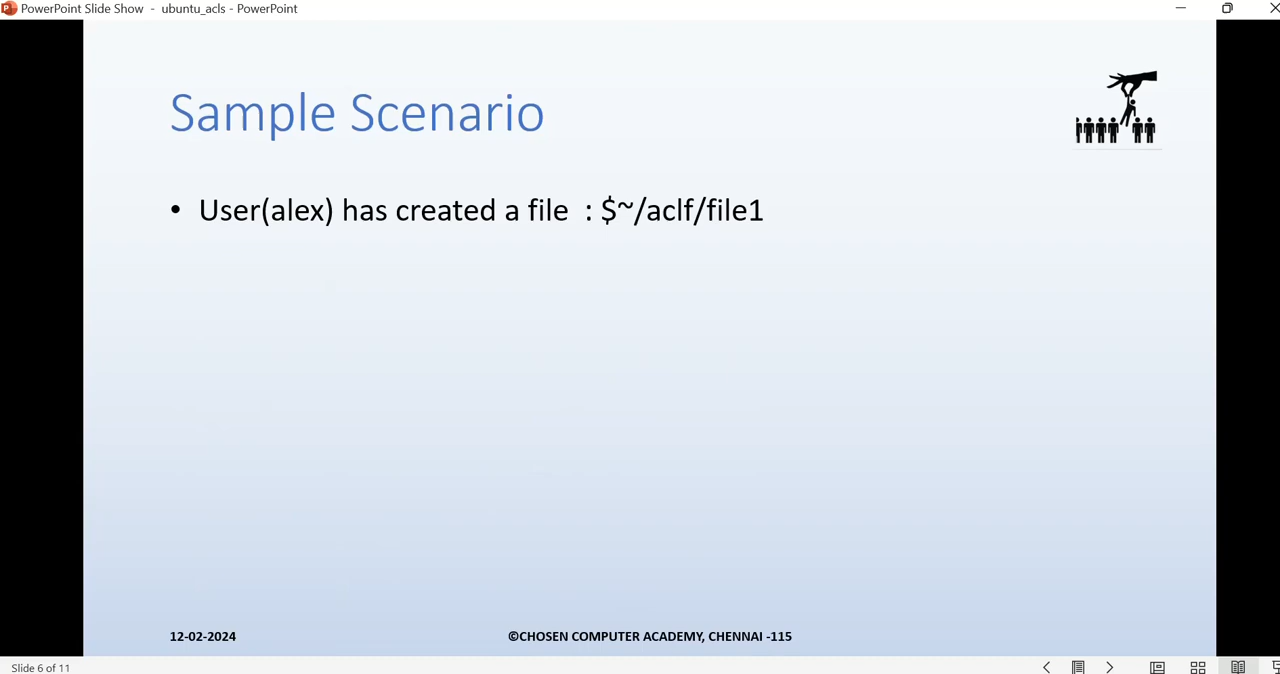 PowerPoint Slide Show - ubuntu_acls - PowerPoint
Sample Scenario
• User(alex) has created a file : $~/aclf/file1
12-02-2024 ©CHOSEN COMPUTER ACADEMY, CHENNAI -115
Slide 6 of 11